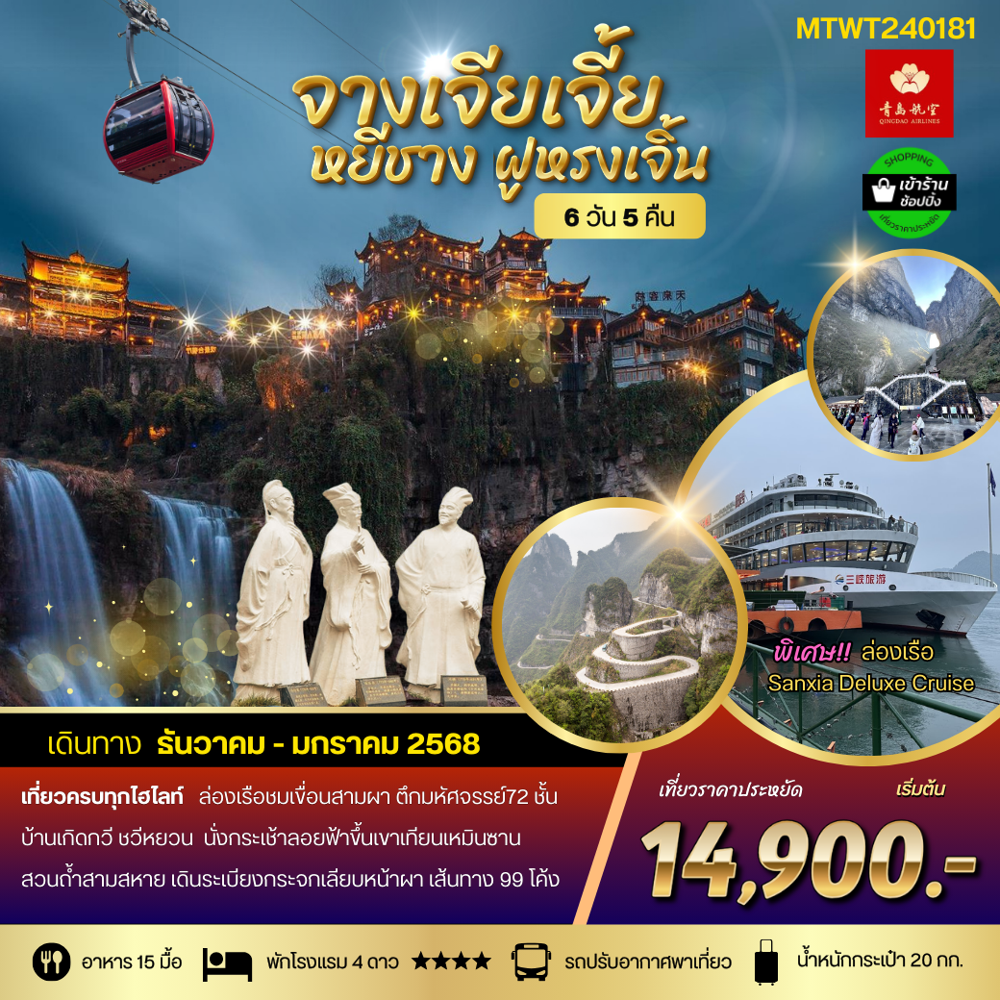 MTWT240181
จางเจียเจี้ย
หยีชาง ฝูหรงเจิ้น
6 วัน 5 คืน
青岛航空
QINGDAO AIRLINES
SHOPPING
เข้าร้าน
ช้อปปิ้ง
เที่ยวราคาประหยัด
三峡旅游
พิเศษ!! ล่องเรือ
Sanxia Deluxe Cruise
เดินทาง ธันวาคม - มกราคม 2568
เที่ยวครบทุกไฮไลท์ ล่องเรือชมเขื่อนสามผา ตึกมหัศจรรย์72 ชั้น
บ้านเกิดกวี ชวีหยวน นั่งกระเช้าลอยฟ้าขึ้นเขาเทียนเหมินซาน
สวนถ้ำสามสหาย เดินระเบียงกระจกเลียบหน้าผา เส้นทาง 99 โค้ง
เที่ยวราคาประหยัด เริ่มต้น
14,900.-
อาหาร 15 มื้อ
พักโรงแรม 4 ดาว
รถปรับอากาศพาเที่ยว
น้ำหนักกระเป๋า 20 กก.